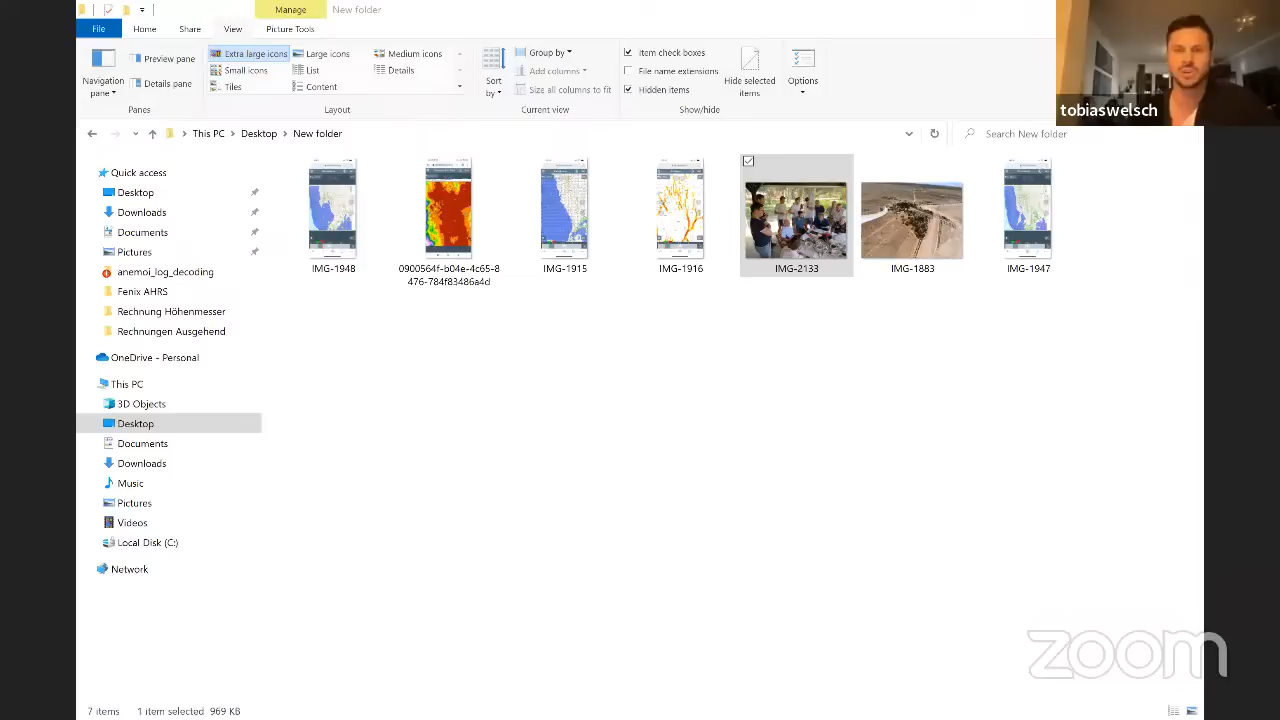 Manage
New folder
File
Home
Share
View
Picture Tools
Navigation pane
Preview pane
Details pane
Panes
Extra large icons
Large icons
Medium icons
Small icons
List
Details
Tiles
Content
Layout
Sort by
Group by
Add columns
Size all columns to fit
Current view
Item check boxes
File name extensions
Hidden items
Hide selected items
Show/hide
Options
tobiaswelsch
This PC
Desktop
New folder
Search New folder
Quick access
Desktop
Downloads
Documents
Pictures
anemoi_log_decoding
Fenix AHRS
Rechnung Höhenmesser
Rechnungen Ausgehend
OneDrive - Personal
This PC
3D Objects
Desktop
Documents
Downloads
Music
Pictures
Videos
Local Disk (C:)
Network
IMG-1948
0900564f-b04e-4c65-8
476-784f83486a4d
IMG-1915
IMG-1916
IMG-2133
IMG-1883
IMG-1947
zoom
7 items
1 item selected
969 KB